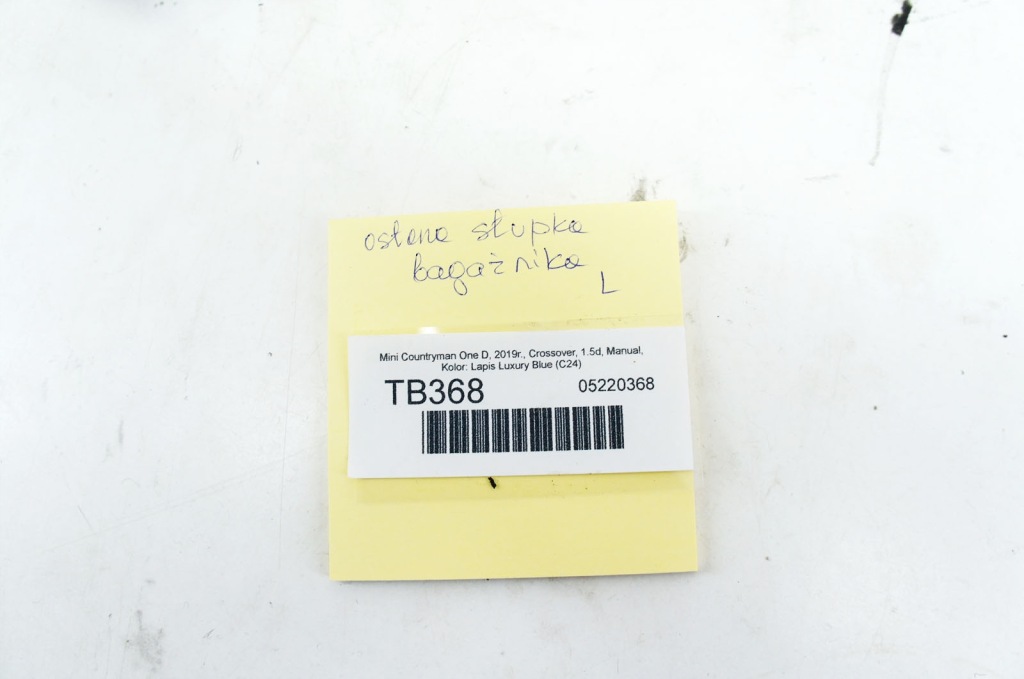 osłona słupka
bagażnika
L
Mini Countryman One D, 2019r., Crossover, 1.5d, Manual,
Kolor: Lapis Luxury Blue (C24)
TB368 05220368